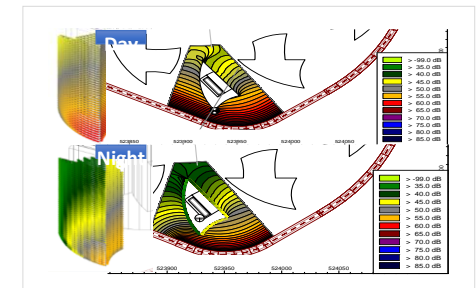 Day
> -99.0 dB
> 35.0 dB
> 40.0 dB
> 45.0 dB
> 50.0 dB
> 55.0 dB
> 60.0 dB
> 65.0 dB
> 70.0 dB
> 75.0 dB
> 80.0 dB
> 85.0 dB
523850 523900 523950 524000 524050
Night
> -99.0 dB
> 35.0 dB
> 40.0 dB
> 45.0 dB
> 50.0 dB
> 55.0 dB
> 60.0 dB
> 65.0 dB
> 70.0 dB
> 75.0 dB
> 80.0 dB
> 85.0 dB
523900 523950 524000 524050